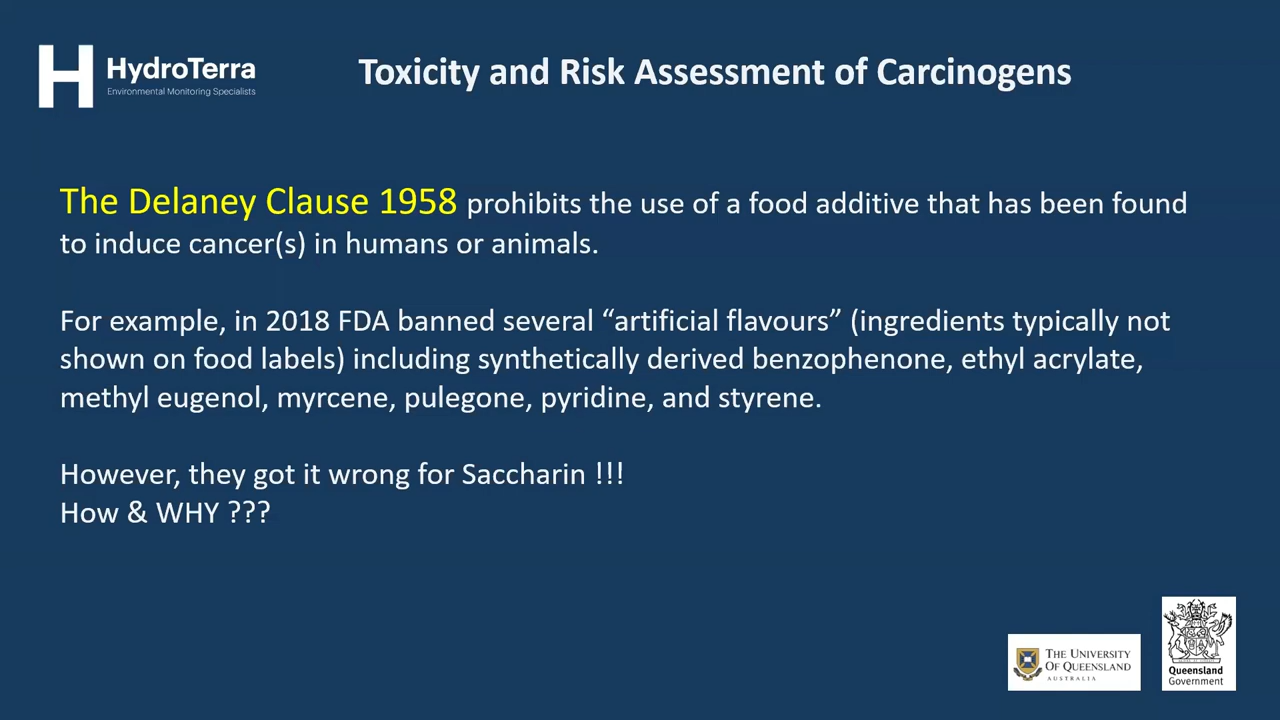 HydroTerra
Environmental Monitoring Specialists
Toxicity and Risk Assessment of Carcinogens
The Delaney Clause 1958 prohibits the use of a food additive that has been found
to induce cancer(s) in humans or animals.
For example, in 2018 FDA banned several “artificial flavours” (ingredients typically not
shown on food labels) including synthetically derived benzophenone, ethyl acrylate,
methyl eugenol, myrcene, pulegone, pyridine, and styrene.
However, they got it wrong for Saccharin !!!
How & WHY ???
THE UNIVERSITY
OF QUEENSLAND
AUSTRALIA
Queensland
Government